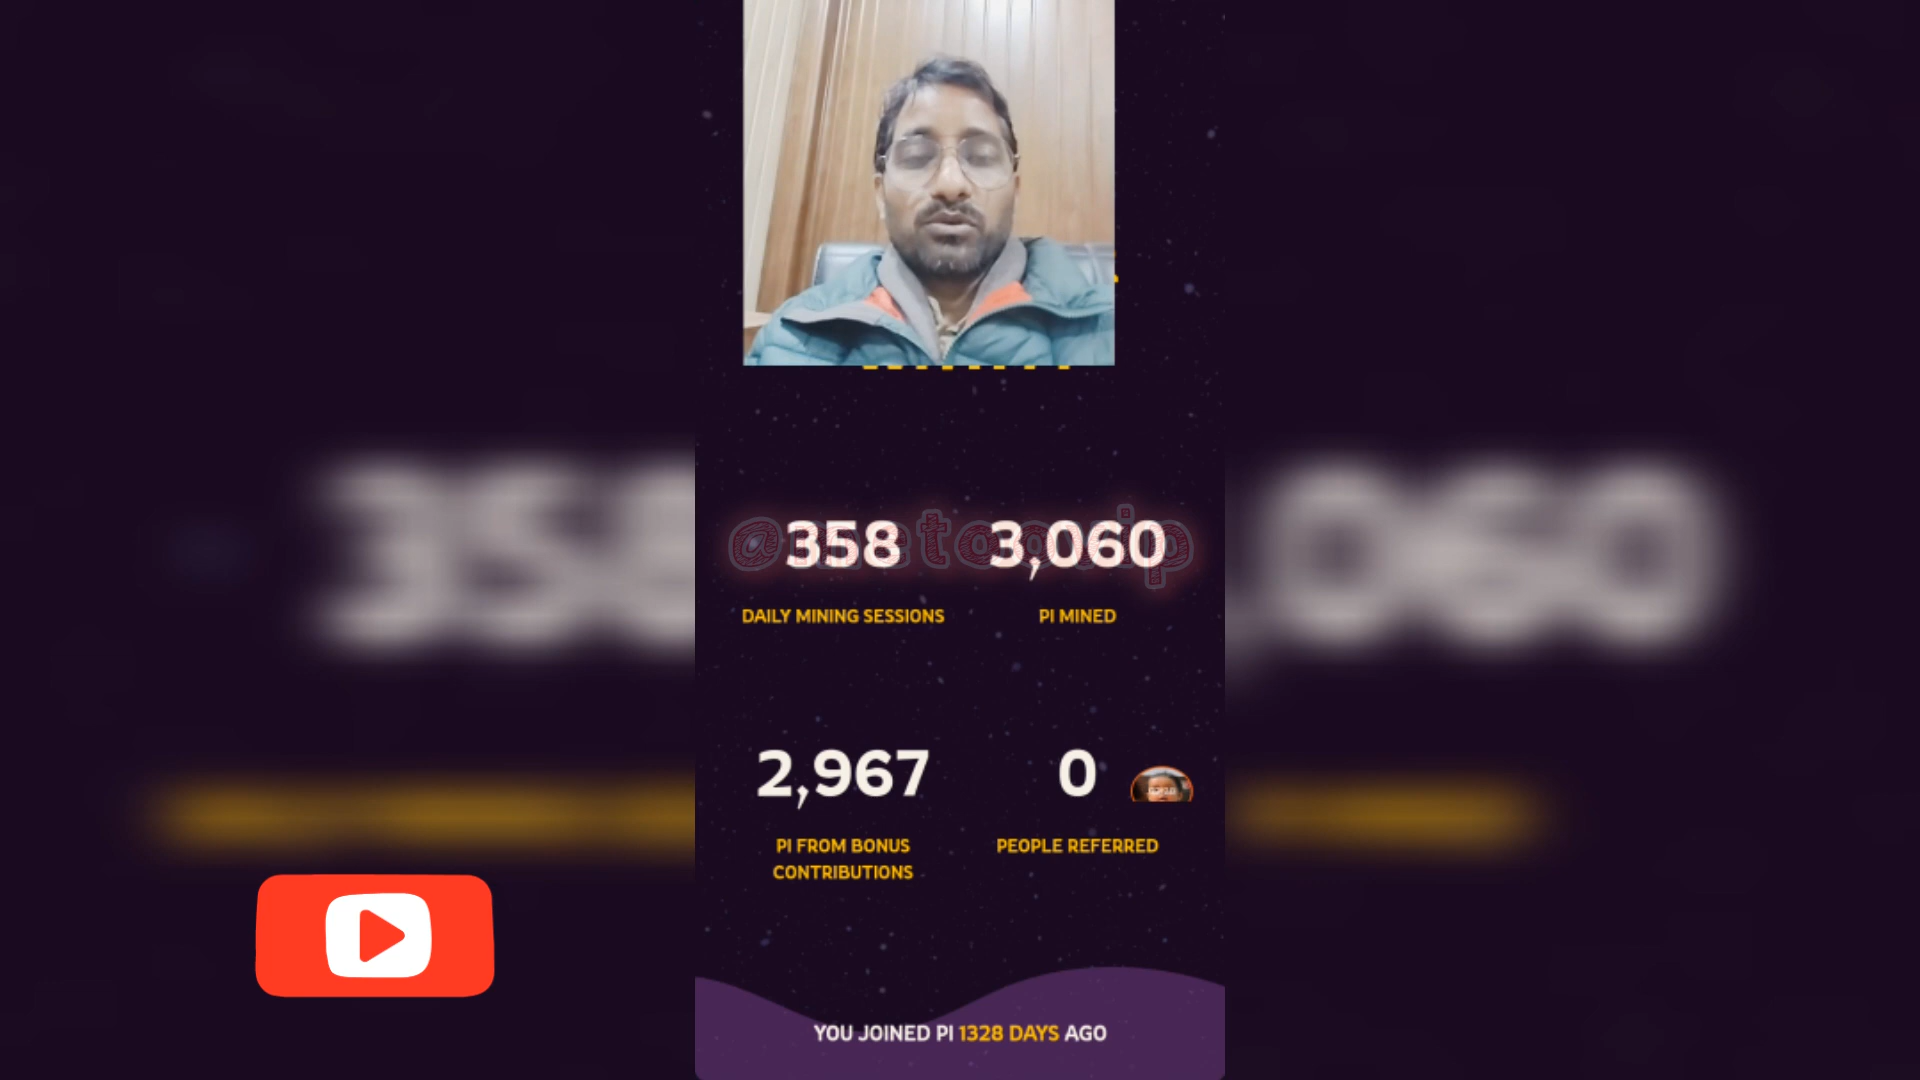 358 3,060
DAILY MINING SESSIONS PI MINED
2,967 0
PI FROM BONUS PEOPLE REFERRED
CONTRIBUTIONS
YOU JOINED PI 1328 DAYS AGO